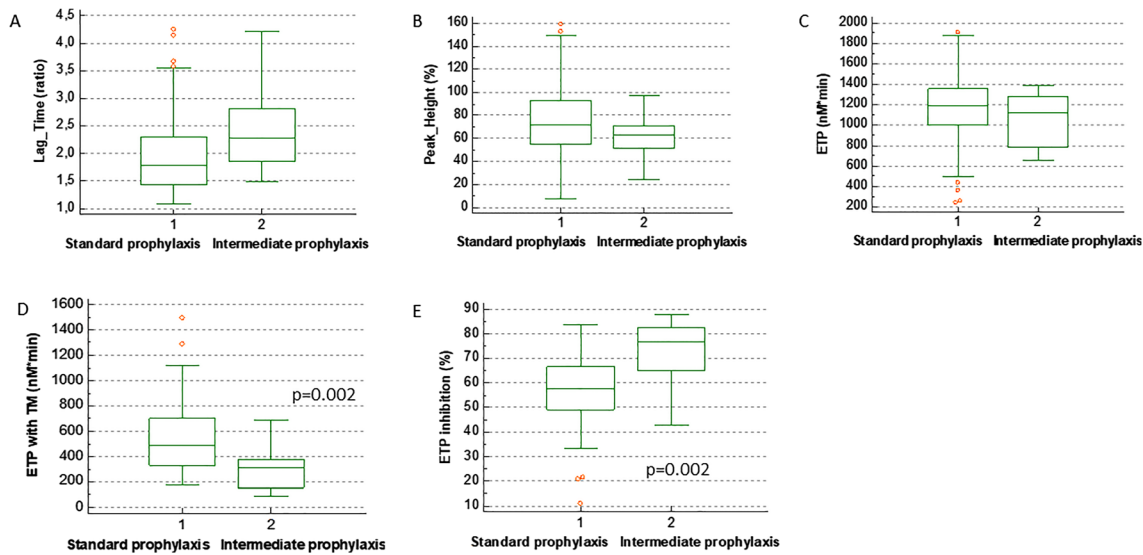 A
Lag_Time (ratio)
4,5
4,0
3,5
3,0
2,5
2,0
1,5
1,0
1 2
Standard prophylaxis Intermediate prophylaxis
B
Peak_Height (%)
160
140
120
100
80
60
40
20
0
1 2
Standard prophylaxis Intermediate prophylaxis
C
ETP (nM*min)
2000
1800
1600
1400
1200
1000
800
600
400
200
1 2
Standard prophylaxis Intermediate prophylaxis
D
ETP with TM (nM*min)
1600
1400
1200
1000
800
600
400
200
0
p=0.002
1 2
Standard prophylaxis Intermediate prophylaxis
E
ETP inhibition (%)
90
80
70
60
50
40
30
20
10
p=0.002
1 2
Standard prophylaxis Intermediate prophylaxis